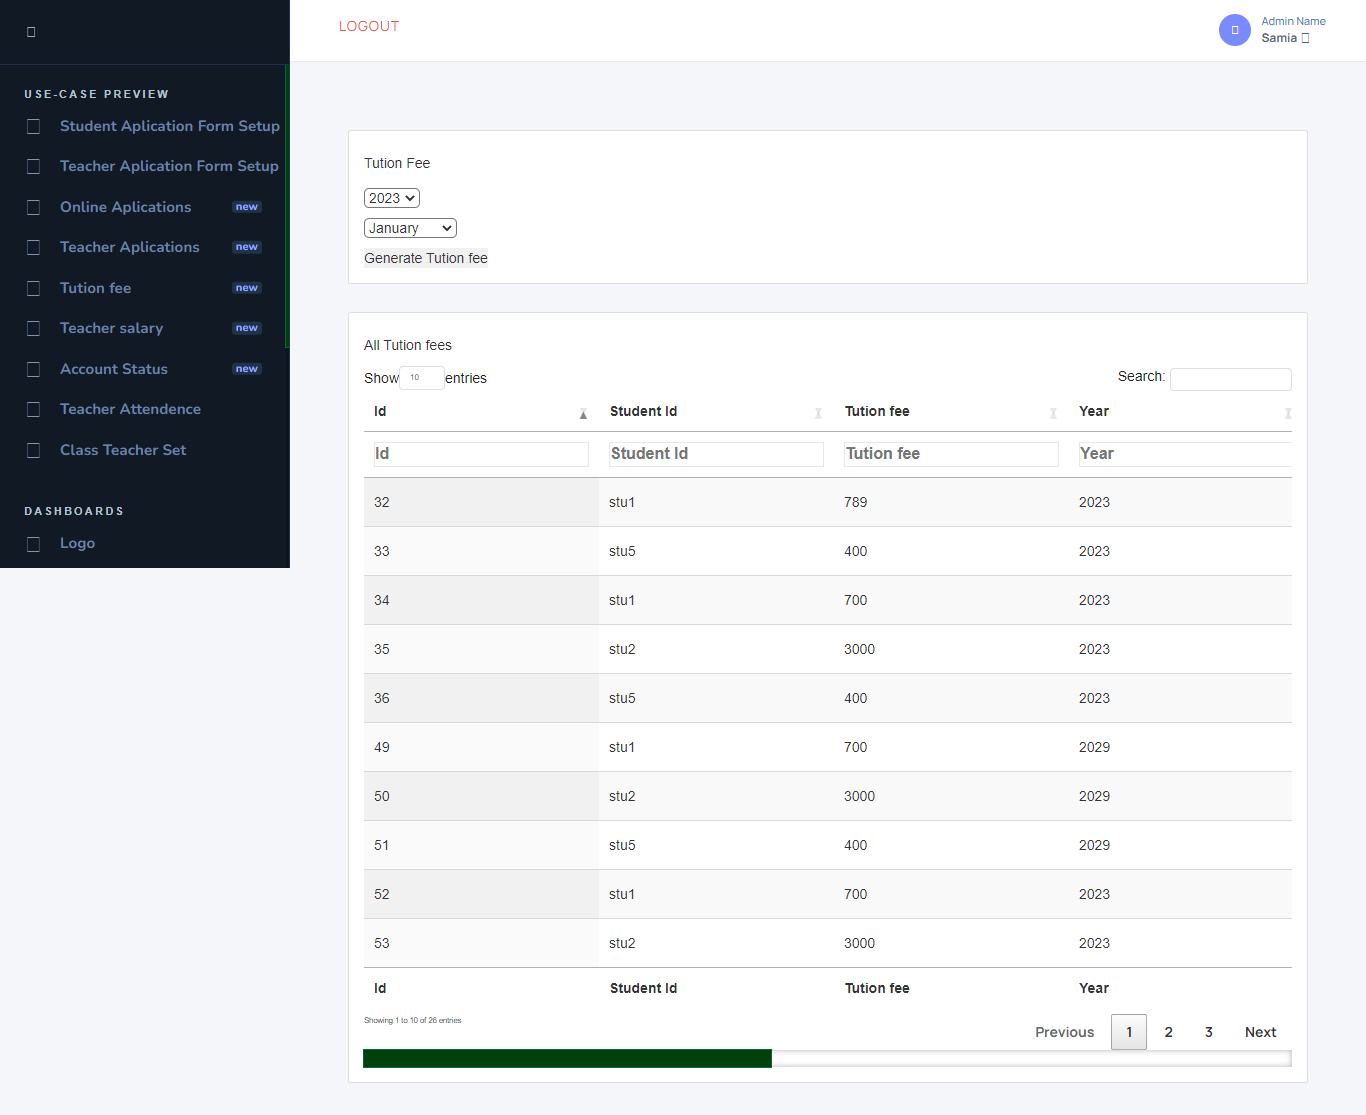 LOGOUT
Admin Name
Samia
USE-CASE PREVIEW
Student Aplication Form Setup
Teacher Aplication Form Setup
Online Aplications new
Teacher Aplications new
Tution fee new
Teacher salary new
Account Status new
Teacher Attendence
Class Teacher Set
DASHBOARDS
Logo
Tution Fee
2023
January
Generate Tution fee
All Tution fees
Show 10 entries
Search:
Id Student Id Tution fee Year
Id Student Id Tution fee Year
32 stu1 789 2023
33 stu5 400 2023
34 stu1 700 2023
35 stu2 3000 2023
36 stu5 400 2023
49 stu1 700 2029
50 stu2 3000 2029
51 stu5 400 2029
52 stu1 700 2023
53 stu2 3000 2023
Id Student Id Tution fee Year
Showing 1 to 10 of 26 entries
Previous 1 2 3 Next